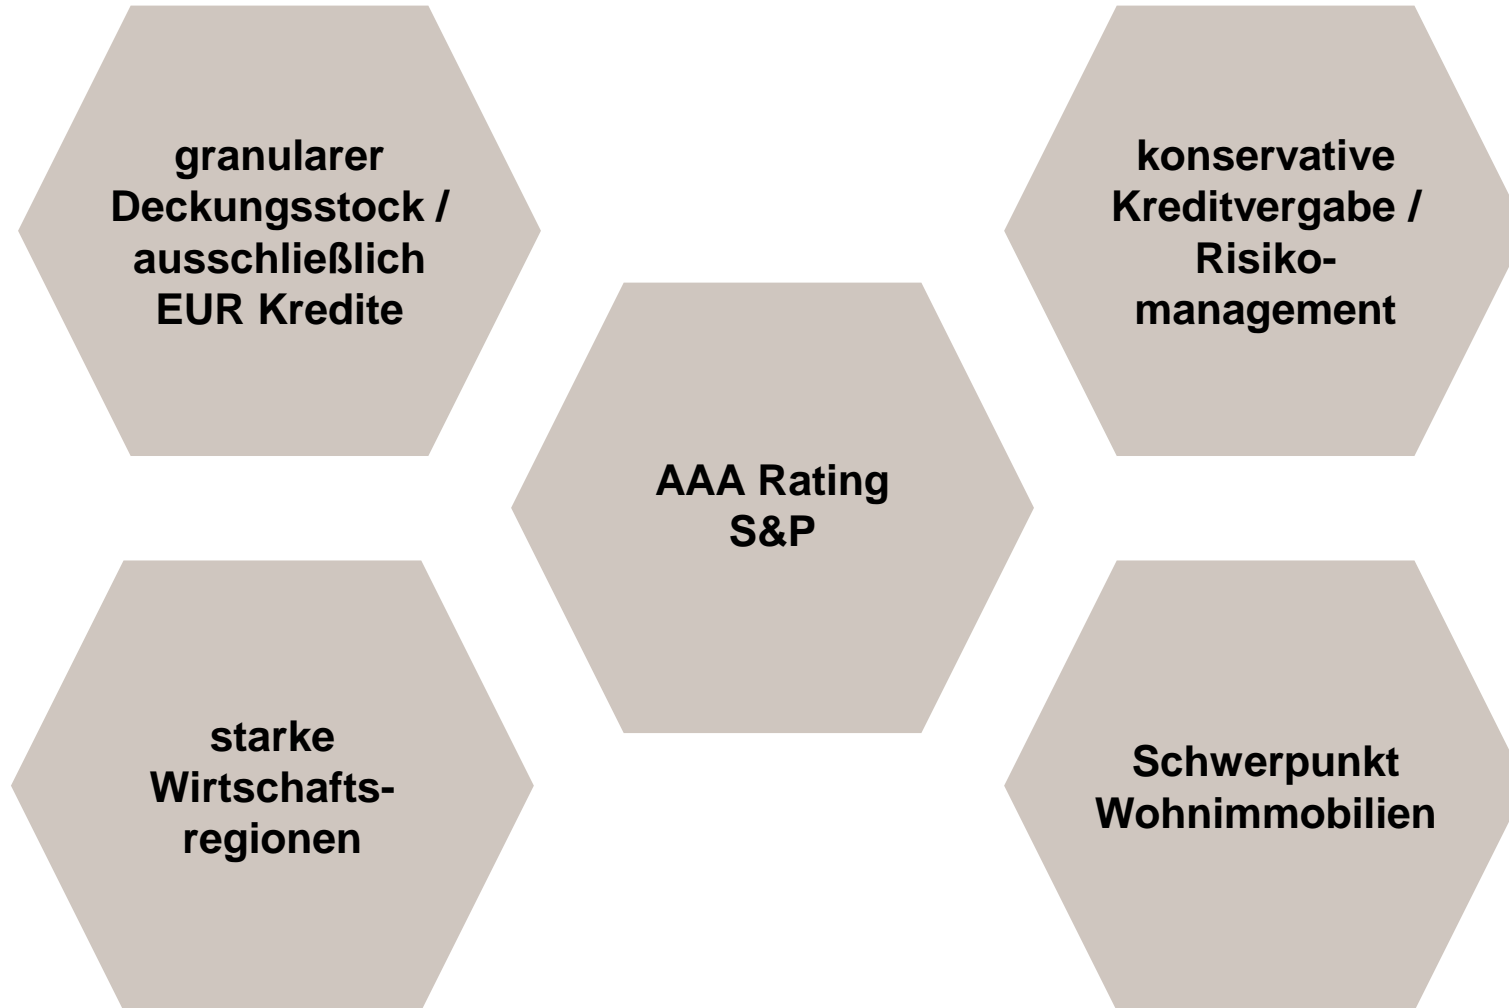 granularer
Deckungsstock /
ausschließlich
EUR Kredite
konservative
Kreditvergabe /
Risiko-
management
AAA Rating
S&P
starke
Wirtschafts-
regionen
Schwerpunkt
Wohnimmobilien